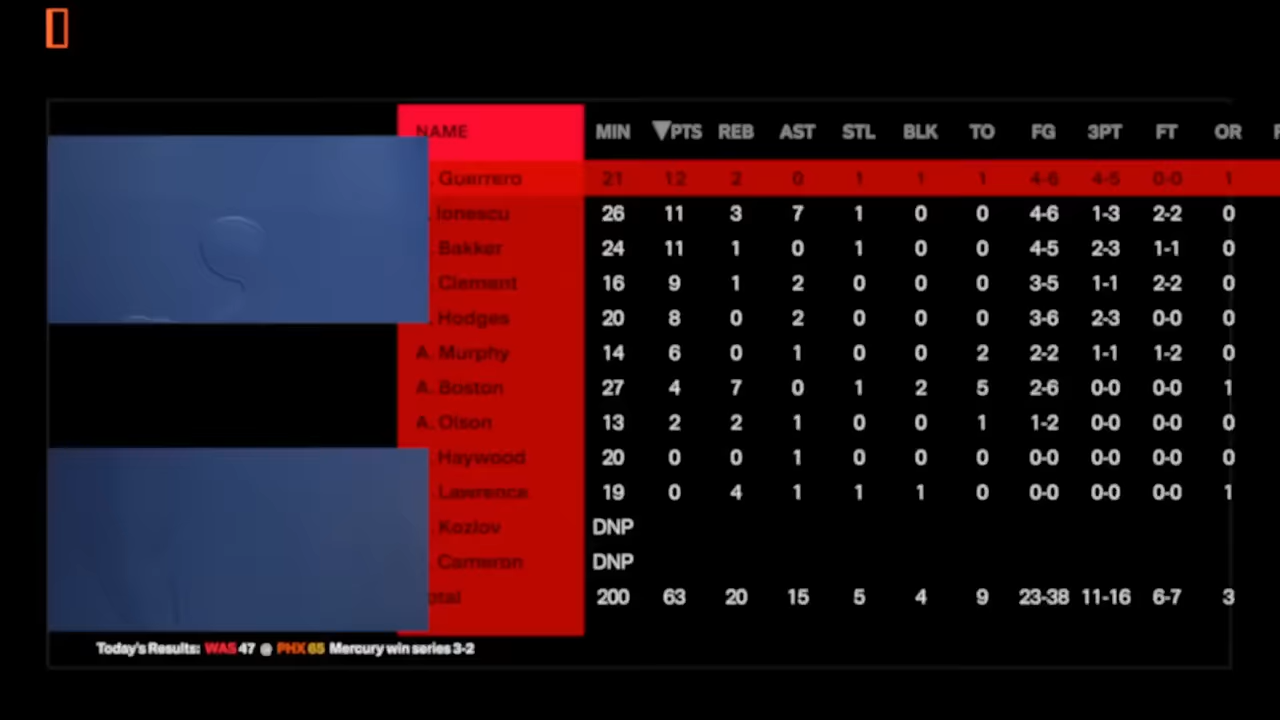 NAME MIN ▼PTS REB AST STL BLK TO FG 3PT FT OR
. Guerrero 21 12 2 0 1 1 1 4-6 4-5 0-0 1
. Ionescu 26 11 3 7 1 0 0 4-6 1-3 2-2 0
Bakker 24 11 1 0 1 0 0 4-5 2-3 1-1 0
Clement 16 9 1 2 0 0 0 3-5 1-1 2-2 0
Hodges 20 8 0 2 0 0 0 3-6 2-3 0-0 0
A. Murphy 14 6 0 1 0 0 2 2-2 1-1 1-2 0
A. Boston 27 4 7 0 1 2 5 2-6 0-0 0-0 1
A. Olson 13 2 2 1 0 0 1 1-2 0-0 0-0 0
Haywood 20 0 0 1 0 0 0 0-0 0-0 0-0 0
. Lawrence 19 0 4 1 1 1 0 0-0 0-0 0-0 1
. Kozlov DNP
. Cameron DNP
otal 200 63 20 15 5 4 9 23-38 11-16 6-7 3
Today's Results: WAS 47 @ PHX 65 Mercury win series 3-2